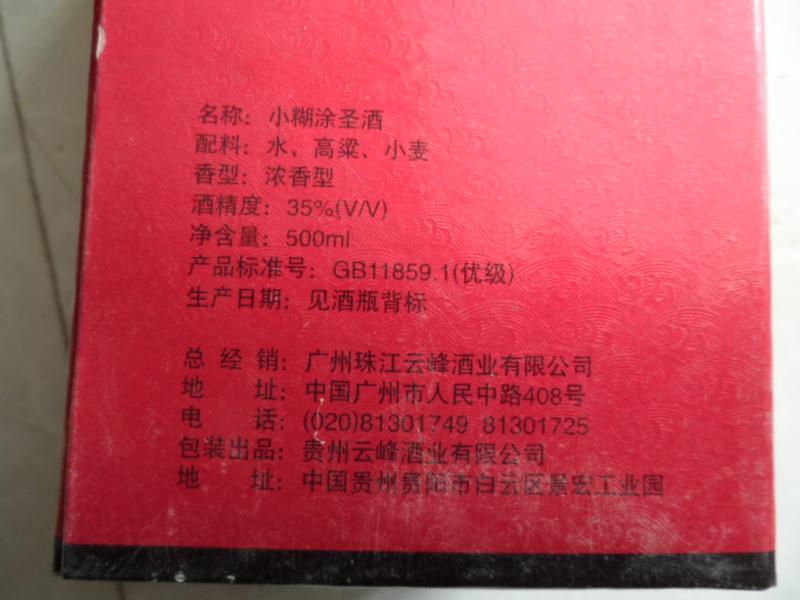 名称：小糊涂圣酒
配料：水、高粱、小麦
香型：浓香型
酒精度：35%(V/V)
净含量：500ml
产品标准号：GB11859.1(优级)
生产日期：见酒瓶背标
总经销：广州珠江云峰酒业有限公司
地址：中国广州市人民中路408号
电话：(020)81301749 81301725
包装出品：贵州云峰酒业有限公司
地址：中国贵州贵阳市白云区景宏工业园